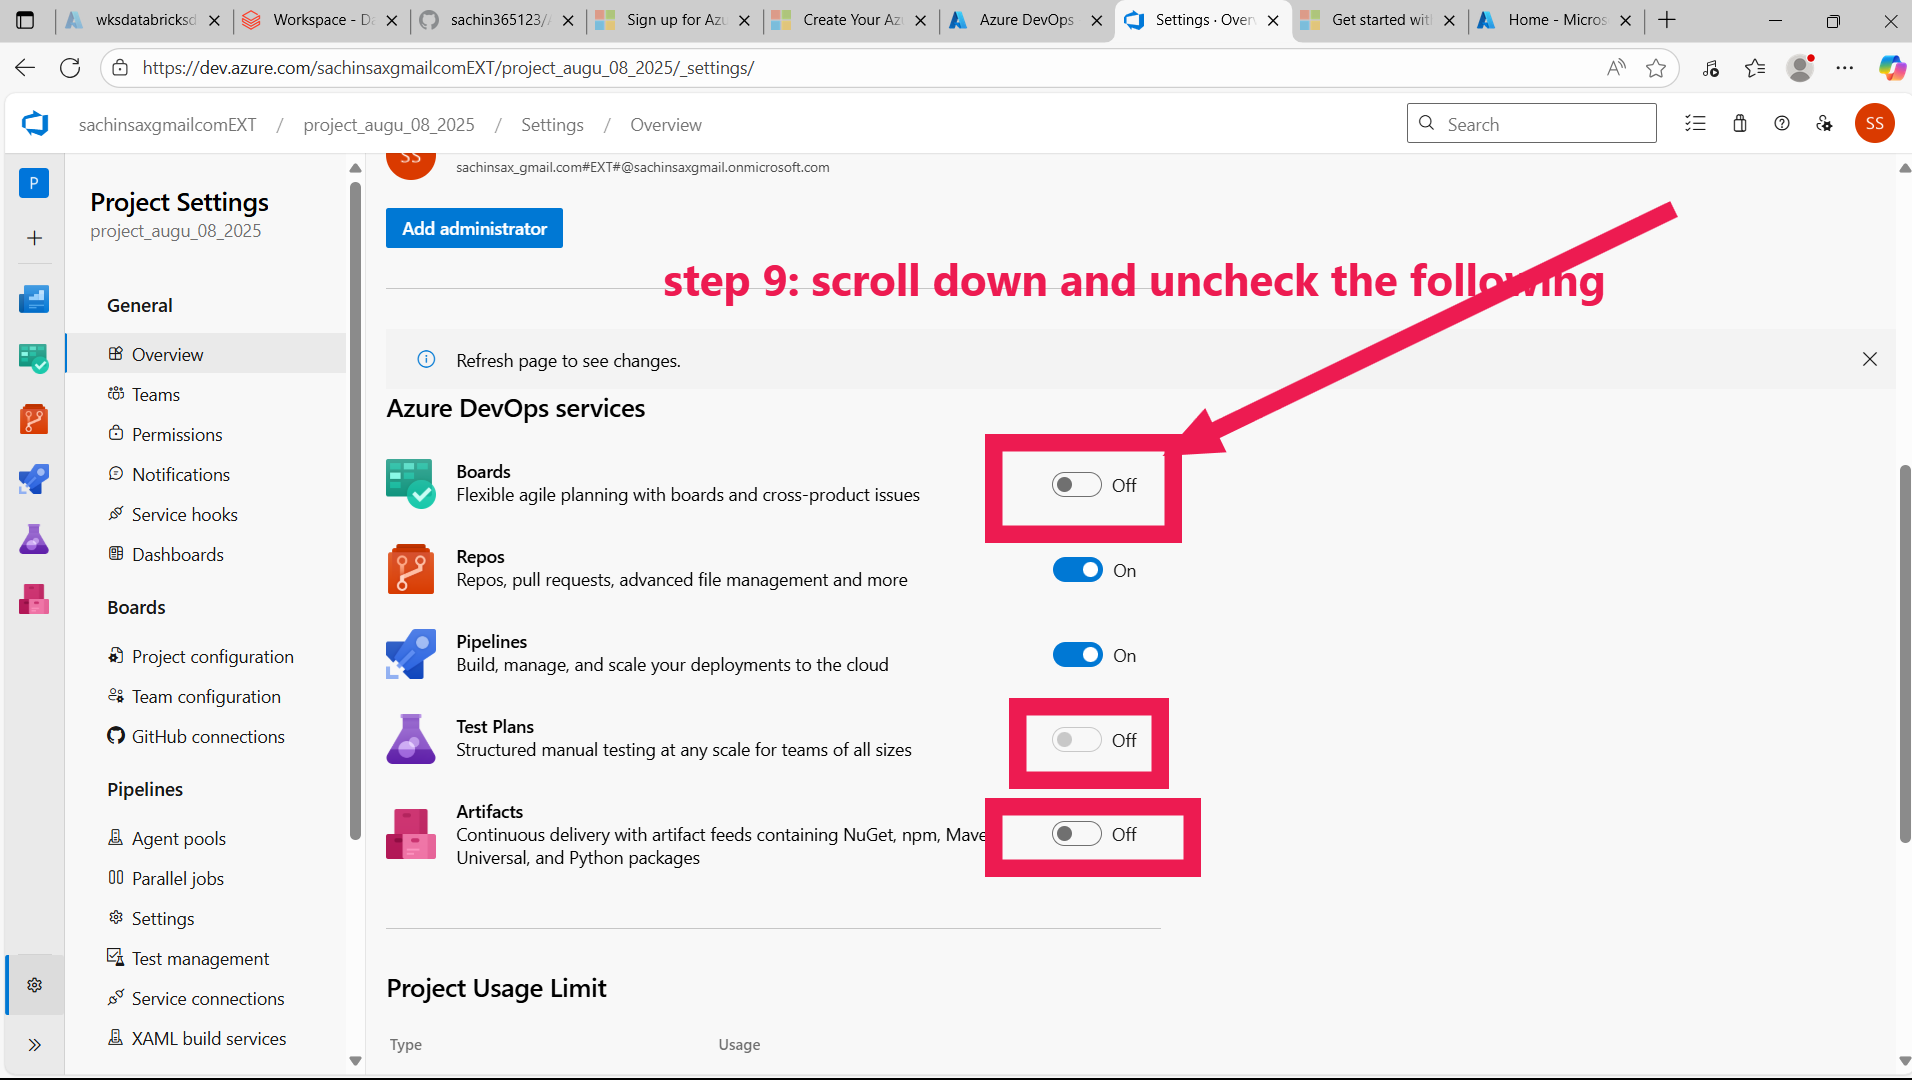 wksdatabricksd
Workspace - Da
sachin365123/A
Sign up for Azu
Create Your Az
Azure DevOps
Settings · Over
Get started with
Home - Micros
https://dev.azure.com/sachinsaxgmailcomEXT/project_augu_08_2025/_settings/
sachinsaxgmailcomEXT / project_augu_08_2025 / Settings / Overview
Search
SS
P
Project Settings
project_augu_08_2025
General
Overview
Teams
Permissions
Notifications
Service hooks
Dashboards
Boards
Project configuration
Team configuration
GitHub connections
Pipelines
Agent pools
Parallel jobs
Settings
Test management
Service connections
XAML build services
SS
sachinsax_gmail.com#EXT#@sachinsaxgmail.onmicrosoft.com
Add administrator
step 9: scroll down and uncheck the following
Refresh page to see changes.
Azure DevOps services
Boards
Flexible agile planning with boards and cross-product issues
Off
Repos
Repos, pull requests, advanced file management and more
On
Pipelines
Build, manage, and scale your deployments to the cloud
On
Test Plans
Structured manual testing at any scale for teams of all sizes
Off
Artifacts
Continuous delivery with artifact feeds containing NuGet, npm, Mave
Universal, and Python packages
Off
Project Usage Limit
Type Usage